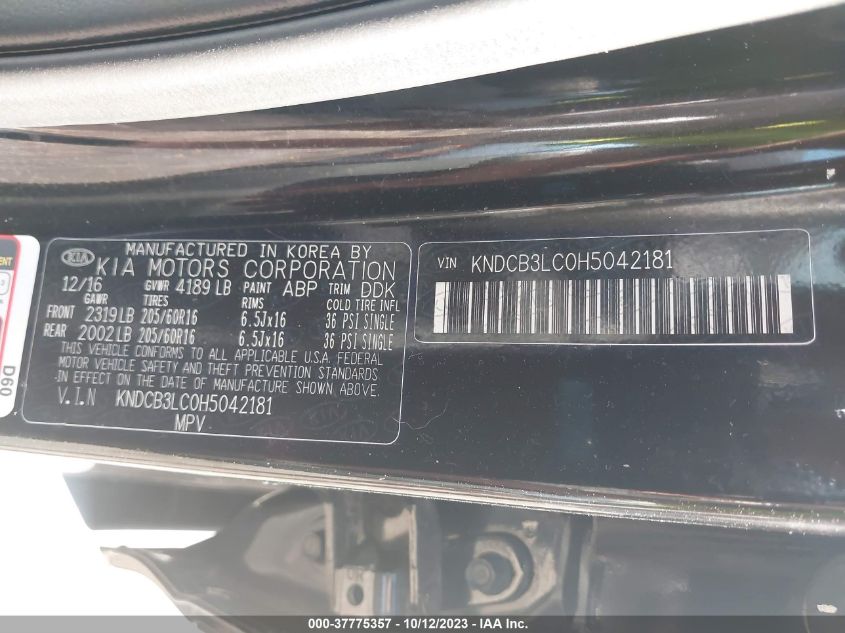 KIA
MANUFACTURED IN KOREA BY
KIA MOTORS CORPORATION
12/16 GVWR 4189 LB PAINT ABP TRIM DDK
GAWR TIRES RIMS COLD TIRE INFL
FRONT 2319 LB 205/60R16 6.5Jx16 36 PSI SINGLE
REAR 2002 LB 205/60R16 6.5Jx16 36 PSI SINGLE
THIS VEHICLE CONFORMS TO ALL APPLICABLE U.S.A. FEDERAL
MOTOR VEHICLE SAFETY AND THEFT PREVENTION STANDARDS
IN EFFECT ON THE DATE OF MANUFACTURE SHOWN ABOVE.
V.I.N KNDCB3LC0H5042181
MPV
VIN KNDCB3LC0H5042181
D60
000-37775357 - 10/12/2023 - IAA Inc.